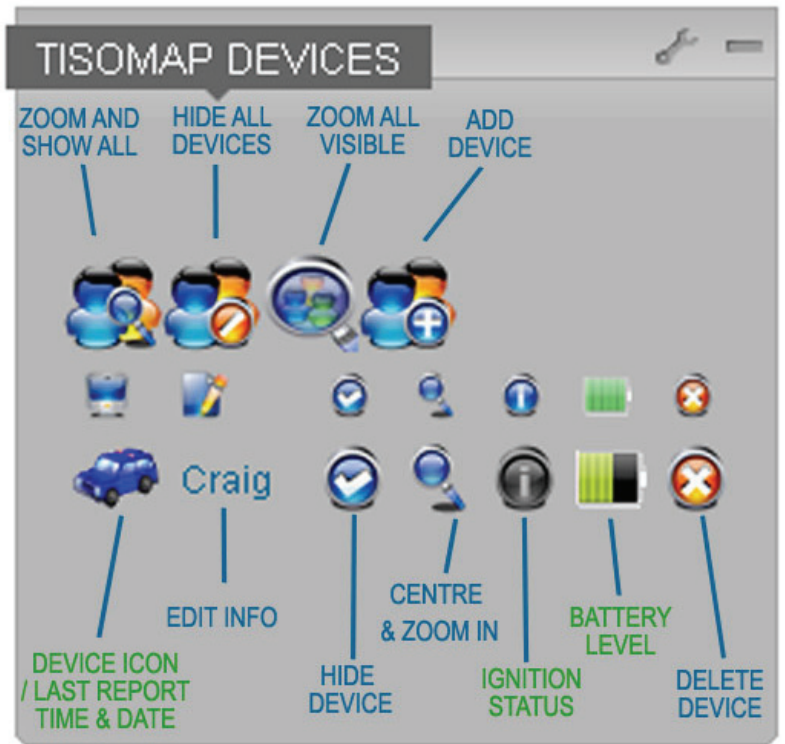 TISOMAP DEVICES
ZOOM AND
SHOW ALL
HIDE ALL
DEVICES
ZOOM ALL
VISIBLE
ADD
DEVICE
Craig
EDIT INFO
CENTRE
& ZOOM IN
BATTERY
LEVEL
DEVICE ICON
/ LAST REPORT
TIME & DATE
HIDE
DEVICE
IGNITION
STATUS
DELETE
DEVICE